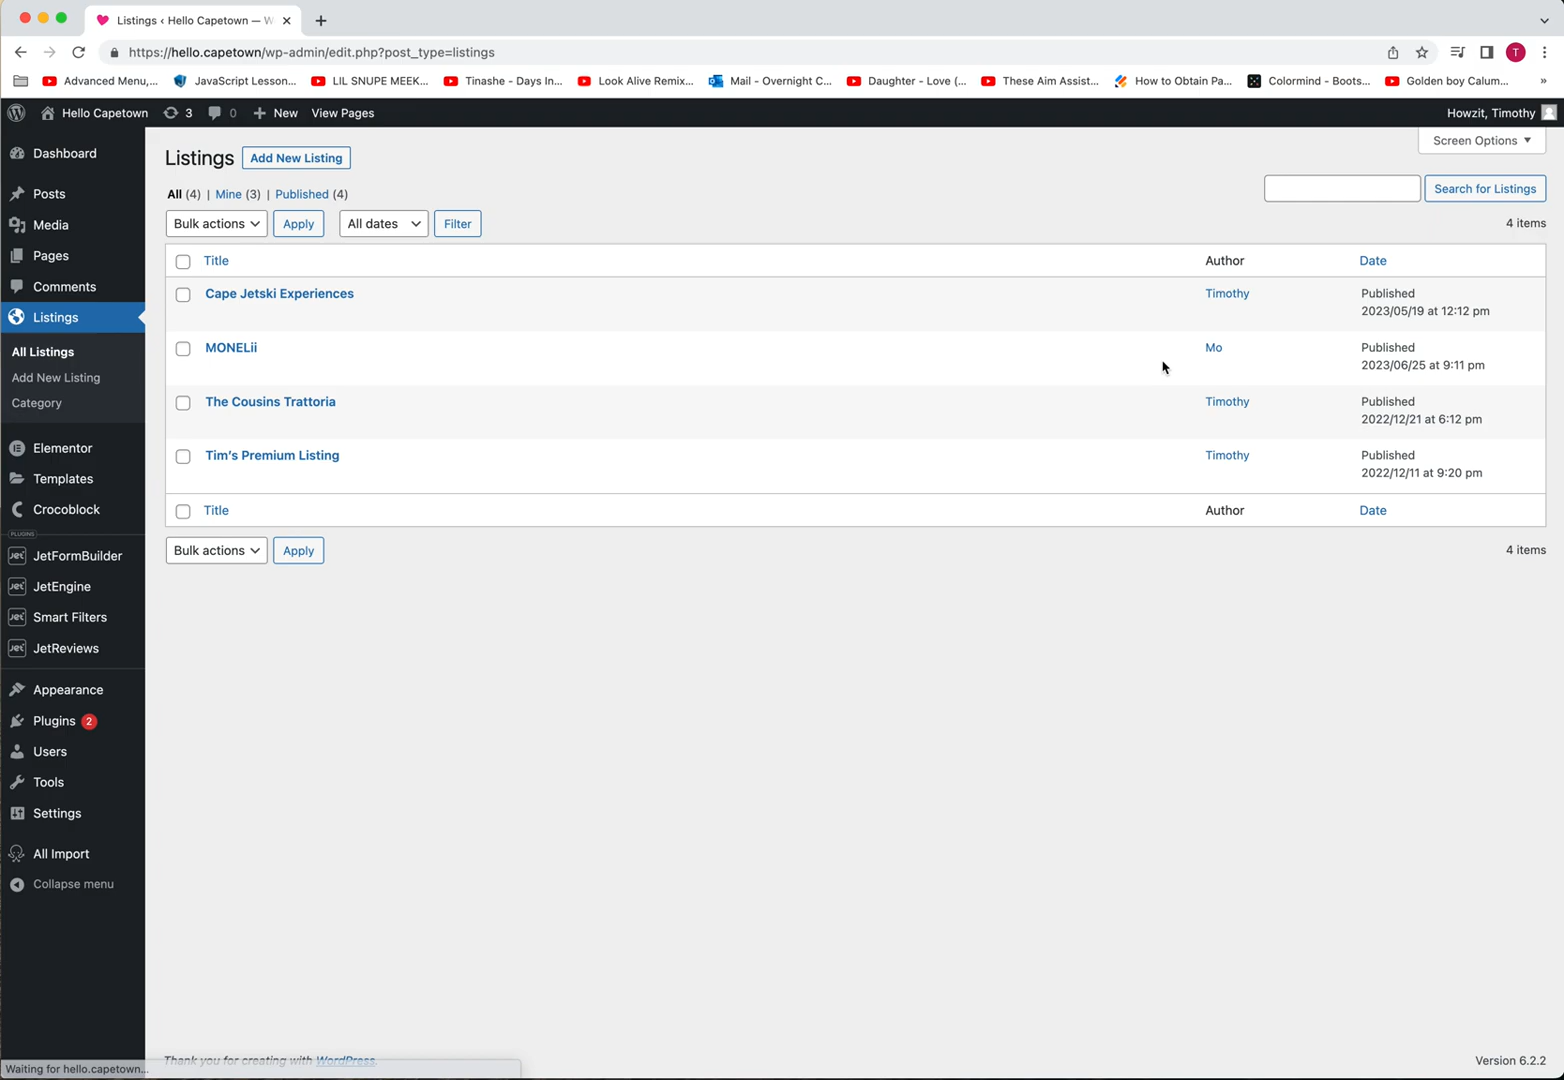 Listings ‹ Hello Capetown — W
https://hello.capetown/wp-admin/edit.php?post_type=listings
T
Advanced Menu,...
JavaScript Lesson...
LIL SNUPE MEEK...
Tinashe - Days In...
Look Alive Remix...
Mail - Overnight C...
Daughter - Love (...
These Aim Assist...
How to Obtain Pa...
Colormind - Boots...
Golden boy Calum...
»
Hello Capetown
3
0
New
View Pages
Howzit, Timothy
Dashboard
Posts
Media
Pages
Comments
Listings
All Listings
Add New Listing
Category
Elementor
Templates
Crocoblock
PLUGINS
Jet JetFormBuilder
Jet JetEngine
Jet Smart Filters
Jet JetReviews
Appearance
Plugins 2
Users
Tools
Settings
All Import
Collapse menu
Screen Options
Listings Add New Listing
All (4) | Mine (3) | Published (4)
Search for Listings
Bulk actions Apply All dates Filter 4 items
Title Author Date
Cape Jetski Experiences Timothy Published
2023/05/19 at 12:12 pm
MONELii Mo Published
2023/06/25 at 9:11 pm
The Cousins Trattoria Timothy Published
2022/12/21 at 6:12 pm
Tim's Premium Listing Timothy Published
2022/12/11 at 9:20 pm
Title Author Date
Bulk actions Apply 4 items
Thank you for creating with WordPress.
Version 6.2.2
Waiting for hello.capetown...